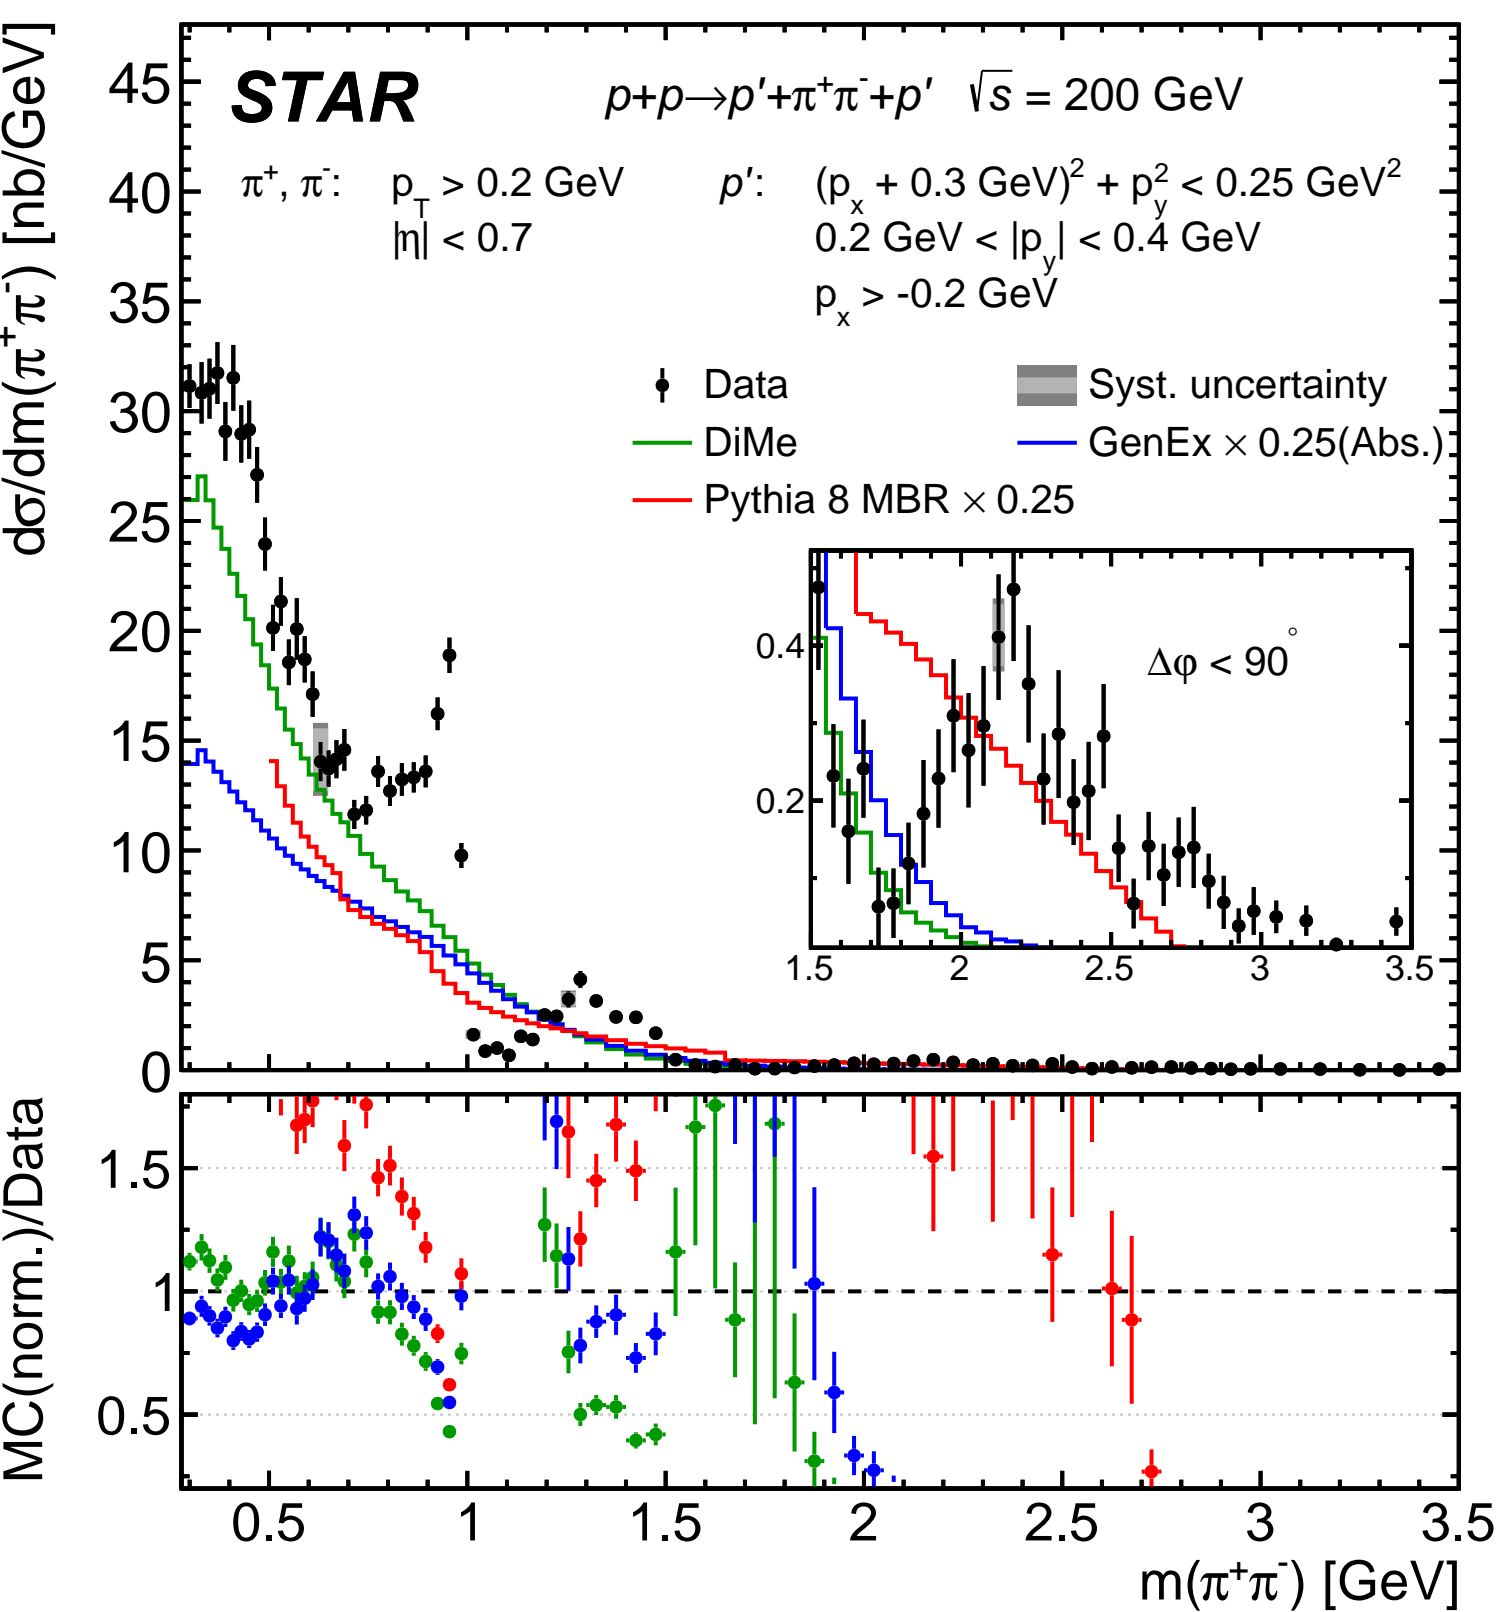 STAR
p+p→p′+π⁺π⁻+p′ √s = 200 GeV
π⁺, π⁻: p_T > 0.2 GeV p′: (p_x + 0.3 GeV)² + p_y² < 0.25 GeV²
|η| < 0.7 0.2 GeV < |p_y| < 0.4 GeV
p_x > -0.2 GeV
Data Syst. uncertainty
DiMe GenEx × 0.25(Abs.)
Pythia 8 MBR × 0.25
dσ/dm(π⁺π⁻) [nb/GeV]
45
40
35
30
25
20
15
10
5
0
Δφ < 90°
0.4
0.2
1.5 2 2.5 3 3.5
MC(norm.)/Data
1.5
1
0.5
0.5 1 1.5 2 2.5 3 3.5
m(π⁺π⁻) [GeV]